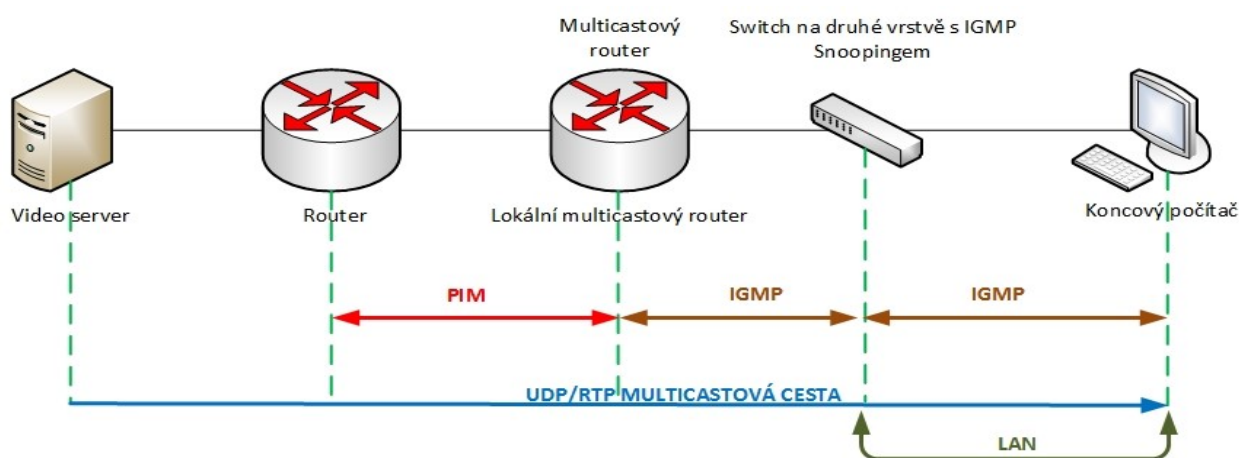 Multicastový
router
Switch na druhé vrstvě s IGMP
Snoopingem
Video server
Router
Lokální multicastový router
Koncový počítač
PIM
IGMP
IGMP
UDP/RTP MULTICASTOVÁ CESTA
LAN